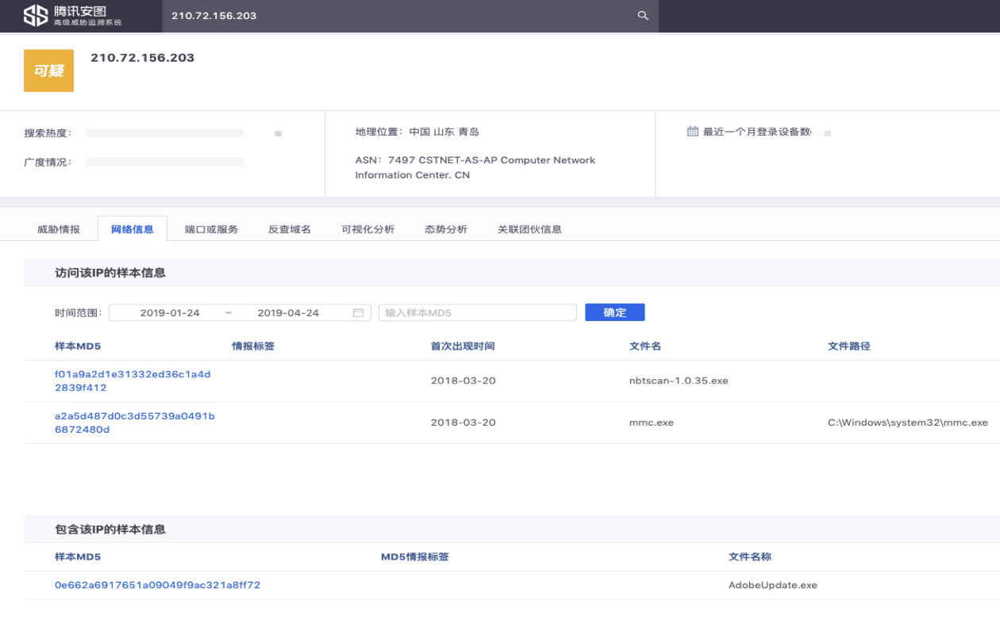 腾讯安图
高级威胁追溯系统
210.72.156.203
可疑
210.72.156.203
搜索热度：
广度情况：
地理位置：中国 山东 青岛
ASN：7497 CSTNET-AS-AP Computer Network
Information Center. CN
最近一个月登录设备数
威胁情报 网络信息 端口或服务 反查域名 可视化分析 态势分析 关联团伙信息
访问该IP的样本信息
时间范围： 2019-01-24 ~ 2019-04-24 输入样本MD5 确定
样本MD5 情报标签 首次出现时间 文件名 文件路径
f01a9a2d1e31332ed36c1a4d
2839f412
2018-03-20 nbtscan-1.0.35.exe
a2a5d487d0c3d55739a0491b
6872480d
2018-03-20 mmc.exe C:\Windows\system32\mmc.exe
包含该IP的样本信息
样本MD5 MD5情报标签 文件名称
0e662a6917651a09049f9ac321a8ff72 AdobeUpdate.exe